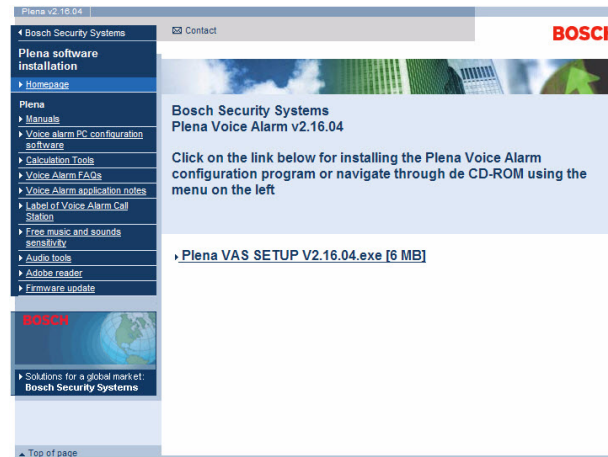 Plena v2.16.04
Bosch Security Systems
Contact
BOSCH
Plena software
installation
Homepage
Plena
Manuals
Voice alarm PC configuration
software
Calculation Tools
Voice Alarm FAQs
Voice Alarm application notes
Label of Voice Alarm Call
Station
Free music and sounds
sensitivity
Audio tools
Adobe reader
Firmware update
BOSCH
Solutions for a global market:
Bosch Security Systems
Top of page
Bosch Security Systems
Plena Voice Alarm v2.16.04
Click on the link below for installing the Plena Voice Alarm
configuration program or navigate through de CD-ROM using the
menu on the left
Plena VAS SETUP V2.16.04.exe [6 MB]